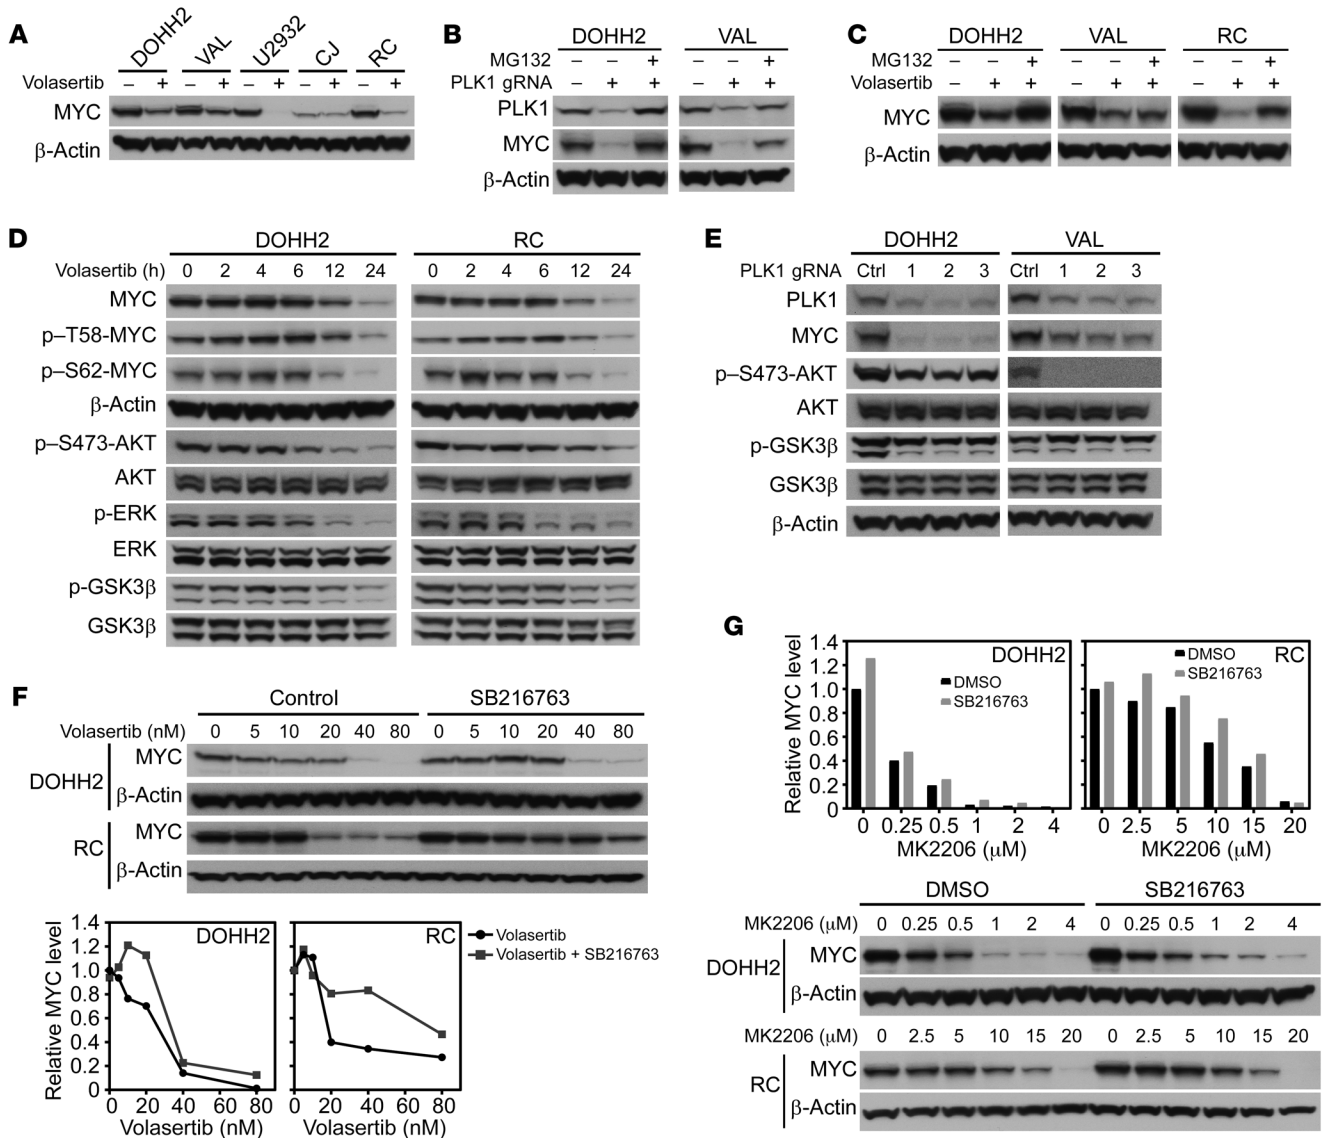 A
DOHH2 VAL U2932 CJ RC
Volasertib – + – + – + – + – +
MYC
β-Actin
B
DOHH2 VAL
MG132 – – + – – +
PLK1 gRNA – + + – + +
PLK1
MYC
β-Actin
C
DOHH2 VAL RC
MG132 – – + – – + – – +
Volasertib – + + – + + – + +
MYC
β-Actin
D
DOHH2 RC
Volasertib (h) 0 2 4 6 12 24 0 2 4 6 12 24
MYC
p–T58-MYC
p–S62-MYC
β-Actin
p–S473-AKT
AKT
p-ERK
ERK
p-GSK3β
GSK3β
E
DOHH2 VAL
PLK1 gRNA Ctrl 1 2 3 Ctrl 1 2 3
PLK1
MYC
p–S473-AKT
AKT
p-GSK3β
GSK3β
β-Actin
F
Control SB216763
Volasertib (nM) 0 5 10 20 40 80 0 5 10 20 40 80
DOHH2
MYC
β-Actin
RC
MYC
β-Actin
Relative MYC level
1.4
1.2
1.0
0.8
0.6
0.4
0.2
0
DOHH2
0 20 40 60 80
Volasertib (nM)
RC
0 20 40 60 80
Volasertib (nM)
Volasertib
Volasertib + SB216763
G
Relative MYC level
1.4
1.2
1.0
0.8
0.6
0.4
0.2
0
DOHH2
DMSO
SB216763
0 0.25 0.5 1 2 4
MK2206 (μM)
RC
DMSO
SB216763
0 2.5 5 10 15 20
MK2206 (μM)
DMSO SB216763
MK2206 (μM) 0 0.25 0.5 1 2 4 0 0.25 0.5 1 2 4
DOHH2
MYC
β-Actin
MK2206 (μM) 0 2.5 5 10 15 20 0 2.5 5 10 15 20
RC
MYC
β-Actin